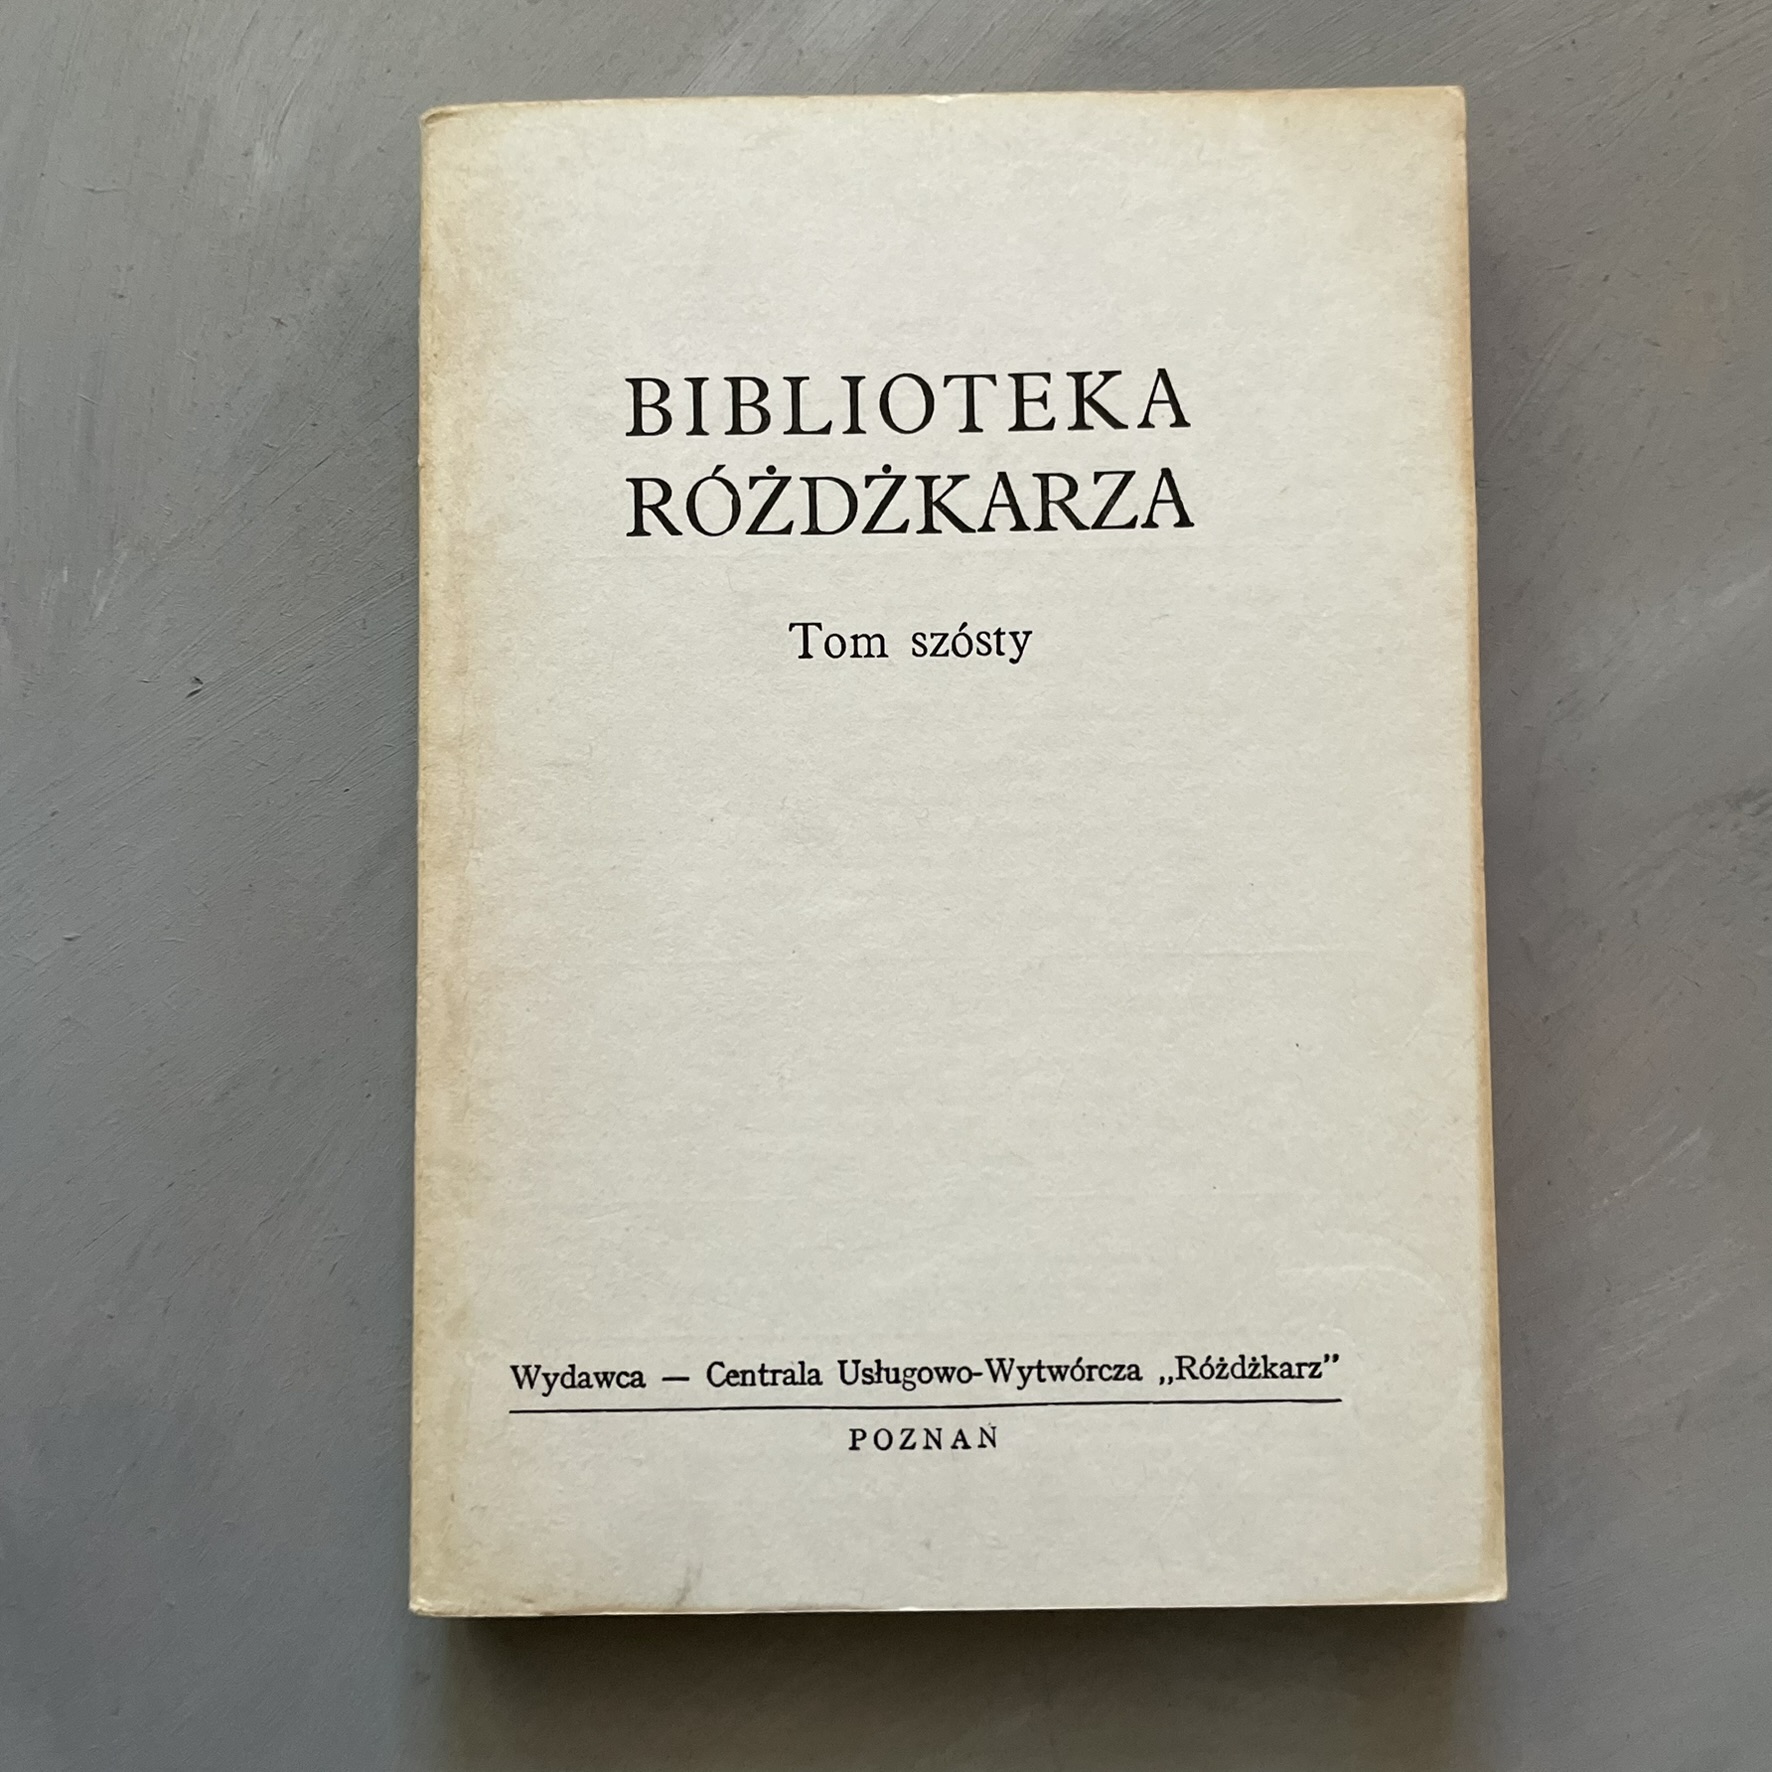 BIBLIOTEKA
RÓŻDŻKARZA
Tom szósty
Wydawca — Centrala Usługowo-Wytwórcza „Różdżkarz”
POZNAŃ